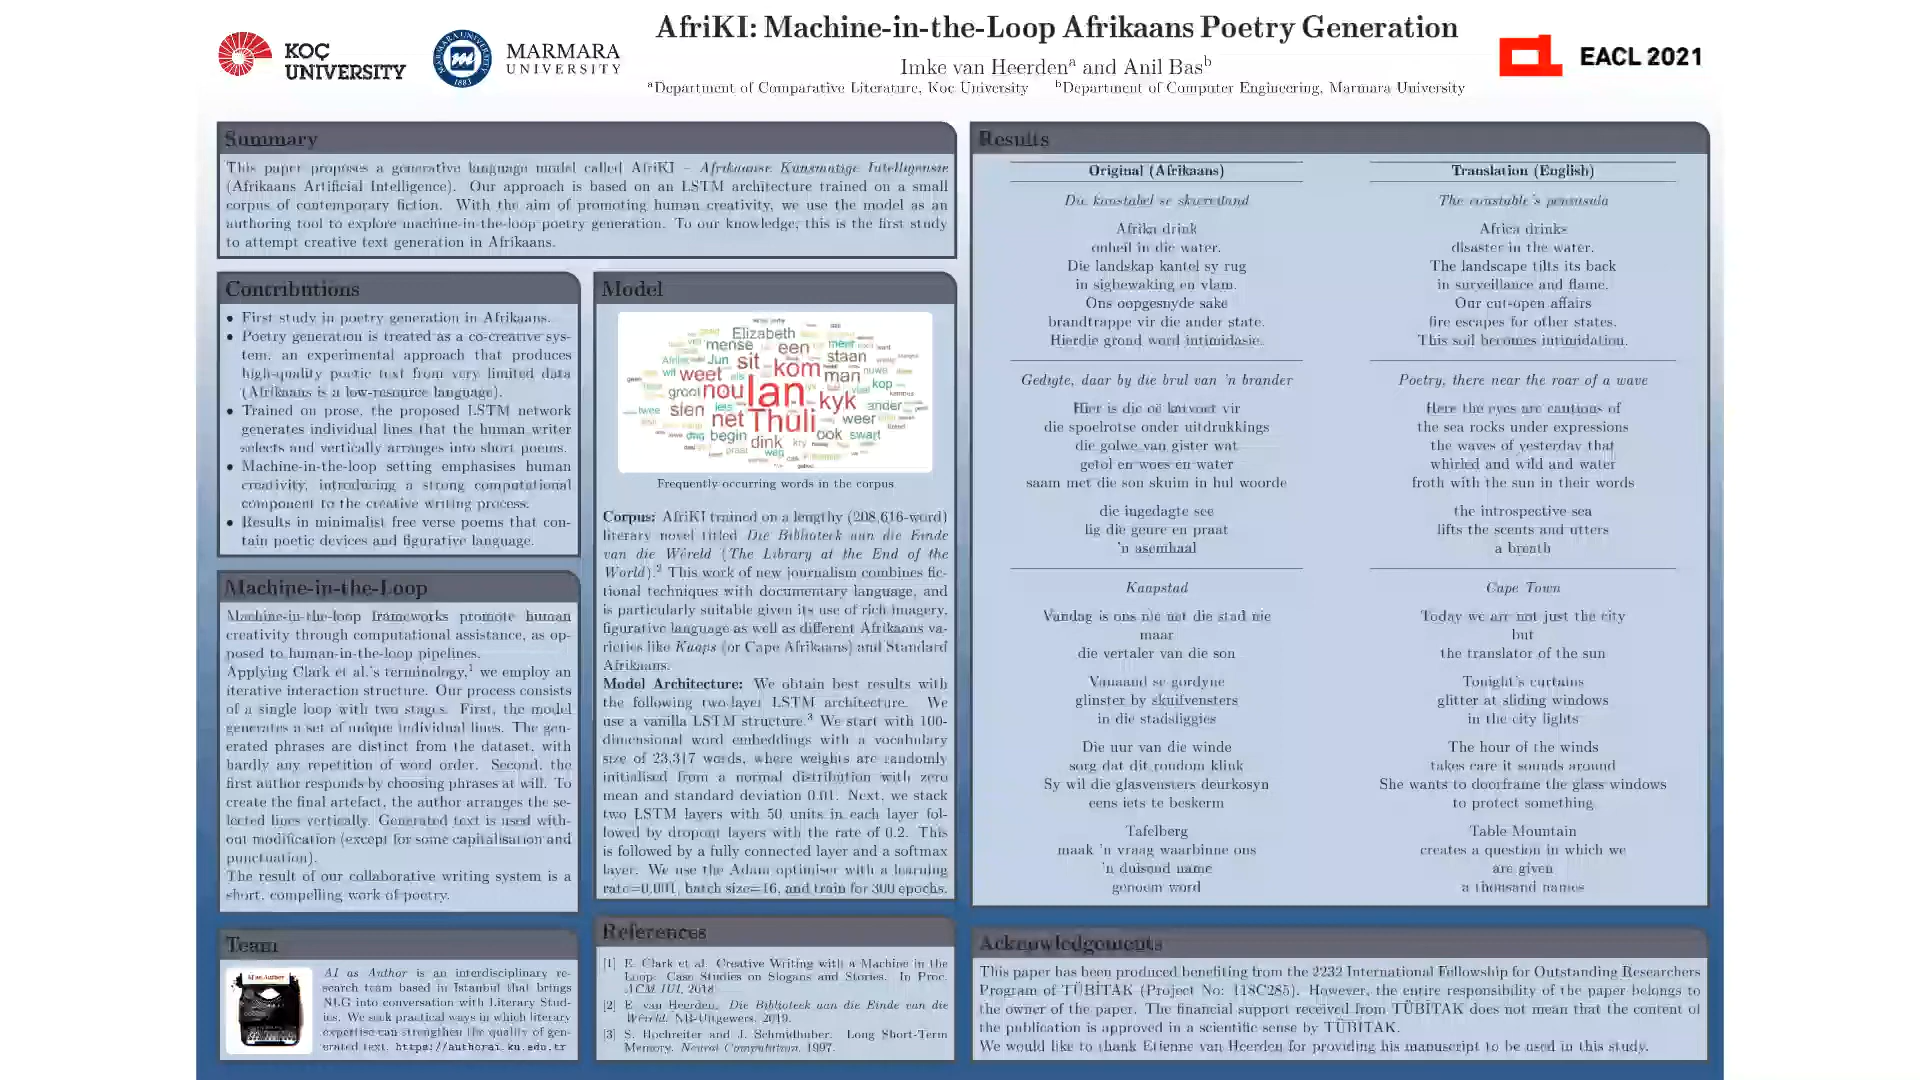 KOÇ
UNIVERSITY
MARMARA
UNIVERSITY
AfriKI: Machine-in-the-Loop Afrikaans Poetry Generation
Imke van Heerdenᵃ and Anil Basᵇ
ᵃDepartment of Comparative Literature, Koc University ᵇDepartment of Computer Engineering, Marmara University
EACL 2021
Summary
This paper proposes a generative language model called AfriKI – Afrikaanse Kunsmatige Intelligensie
(Afrikaans Artificial Intelligence). Our approach is based on an LSTM architecture trained on a small
corpus of contemporary fiction. With the aim of promoting human creativity, we use the model as an
authoring tool to explore machine-in-the-loop poetry generation. To our knowledge, this is the first study
to attempt creative text generation in Afrikaans.
Contributions
• First study in poetry generation in Afrikaans.
• Poetry generation is treated as a co-creative sys-
tem, an experimental approach that produces
high-quality poetic text from very limited data
(Afrikaans is a low-resource language).
• Trained on prose, the proposed LSTM network
generates individual lines that the human writer
selects and vertically arranges into short poems.
• Machine-in-the-loop setting emphasises human
creativity, introducing a strong computational
component to the creative writing process.
• Results in minimalist free verse poems that con-
tain poetic devices and figurative language.
Machine-in-the-Loop
Machine-in-the-loop frameworks promote human
creativity through computational assistance, as op-
posed to human-in-the-loop pipelines.
Applying Clark et al.'s terminology,¹ we employ an
iterative interaction structure. Our process consists
of a single loop with two stages. First, the model
generates a set of unique individual lines. The gen-
erated phrases are distinct from the dataset, with
hardly any repetition of word order. Second, the
first author responds by choosing phrases at will. To
create the final artefact, the author arranges the se-
lected lines vertically. Generated text is used with-
out modification (except for some capitalisation and
punctuation).
The result of our collaborative writing system is a
short, compelling work of poetry.
Team
AI as Author
AI as Author is an interdisciplinary re-
search team based in Istanbul that brings
NLG into conversation with Literary Stud-
ies. We seek practical ways in which literary
expertise can strengthen the quality of gen-
erated text. https://authorai.ku.edu.tr
Model
Elizabeth
mense een meer
Jun sit kom staan
weet man nuwe
groot nou Ian kyk kop
sien iets ander
twee net Thuli weer
begin dink kry ook swart
Frequently occurring words in the corpus
Corpus: AfriKI trained on a lengthy (208,616-word)
literary novel titled Die Biblioteek aan die Einde
van die Wêreld (The Library at the End of the
World).² This work of new journalism combines fic-
tional techniques with documentary language, and
is particularly suitable given its use of rich imagery,
figurative language as well as different Afrikaans va-
rieties like Kaaps (or Cape Afrikaans) and Standard
Afrikaans.
Model Architecture: We obtain best results with
the following two-layer LSTM architecture. We
use a vanilla LSTM structure.³ We start with 100-
dimensional word embeddings with a vocabulary
size of 23,317 words, where weights are randomly
initialised from a normal distribution with zero
mean and standard deviation 0.01. Next, we stack
two LSTM layers with 50 units in each layer fol-
lowed by dropout layers with the rate of 0.2. This
is followed by a fully connected layer and a softmax
layer. We use the Adam optimiser with a learning
rate=0.001, batch size=16, and train for 300 epochs.
References
[1] E. Clark et al. Creative Writing with a Machine in the
Loop: Case Studies on Slogans and Stories. In Proc.
ACM IUI, 2018.
[2] E. van Heerden. Die Biblioteek aan die Einde van die
Wêreld. NB-Uitgewers, 2019.
[3] S. Hochreiter and J. Schmidhuber. Long Short-Term
Memory. Neural Computation, 1997.
Results
Original (Afrikaans)
Die konstabel se skiereiland
Afrika drink
onheil in die water.
Die landskap kantel sy rug
in sigbewaking en vlam.
Ons oopgesnyde sake
brandtrappe vir die ander state.
Hierdie grond word intimidasie.
Gedigte, daar by die brul van 'n brander
Hier is die oë katvoet vir
die spoelrotse onder uitdrukkings
die golwe van gister wat
getol en woes en water
saam met die son skuim in hul woorde
die ingedagte see
lig die geure en praat
'n asemhaal
Kaapstad
Vandag is ons nie net die stad nie
maar
die vertaler van die son
Vanaand se gordyne
glinster by skuifvensters
in die stadsliggies
Die uur van die winde
sorg dat dit rondom klink
Sy wil die glasvensters deurkosyn
eens iets te beskerm
Tafelberg
maak 'n vraag waarbinne ons
'n duisend name
genoem word
Translation (English)
The constable's peninsula
Africa drinks
disaster in the water.
The landscape tilts its back
in surveillance and flame.
Our cut-open affairs
fire escapes for other states.
This soil becomes intimidation.
Poetry, there near the roar of a wave
Here the eyes are cautious of
the sea rocks under expressions
the waves of yesterday that
whirled and wild and water
froth with the sun in their words
the introspective sea
lifts the scents and utters
a breath
Cape Town
Today we are not just the city
but
the translator of the sun
Tonight's curtains
glitter at sliding windows
in the city lights
The hour of the winds
takes care it sounds around
She wants to doorframe the glass windows
to protect something
Table Mountain
creates a question in which we
are given
a thousand names
Acknowledgements
This paper has been produced benefiting from the 2232 International Fellowship for Outstanding Researchers
Program of TÜBİTAK (Project No: 118C285). However, the entire responsibility of the paper belongs to
the owner of the paper. The financial support received from TÜBİTAK does not mean that the content of
the publication is approved in a scientific sense by TÜBİTAK.
We would like to thank Etienne van Heerden for providing his manuscript to be used in this study.